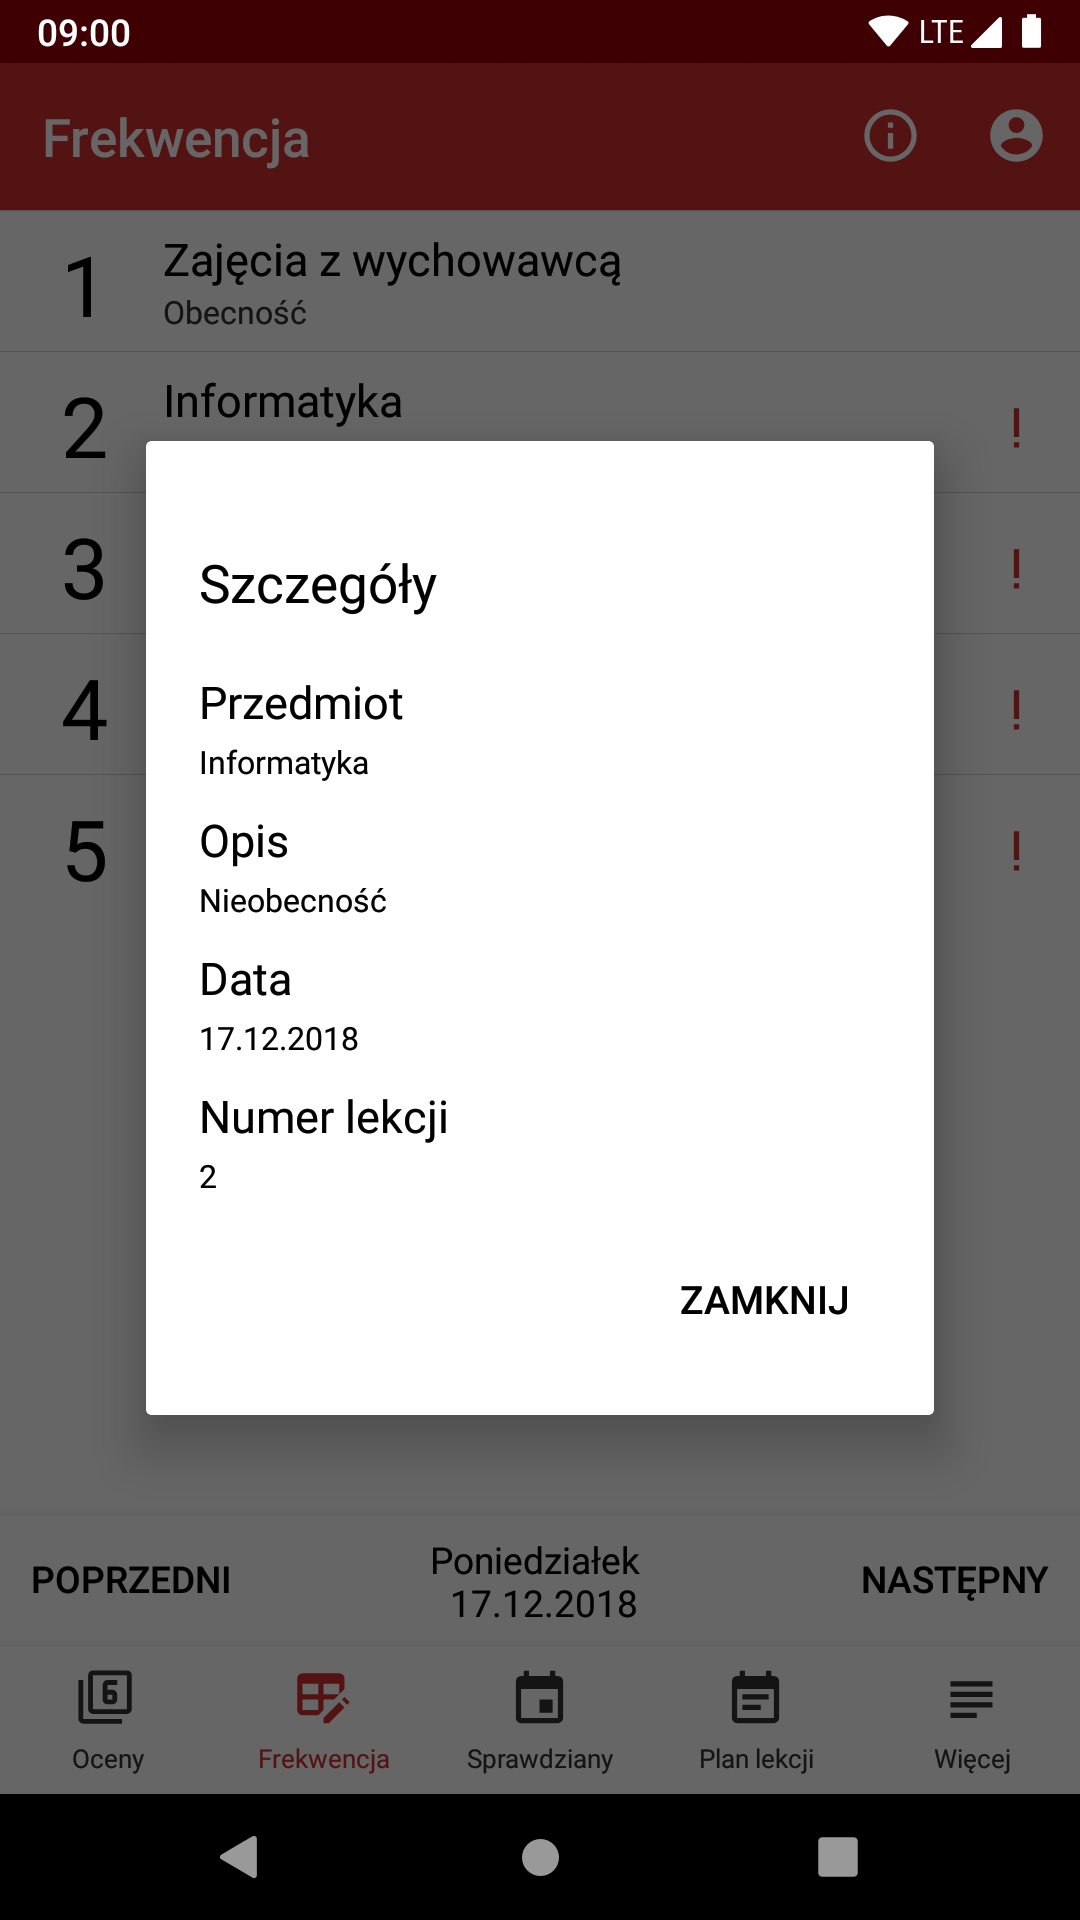 09:00 LTE
Frekwencja
1 Zajęcia z wychowawcą
Obecność
2 Informatyka !
3 !
4 !
5 !
Szczegóły
Przedmiot
Informatyka
Opis
Nieobecność
Data
17.12.2018
Numer lekcji
2
ZAMKNIJ
POPRZEDNI Poniedziałek NASTĘPNY
17.12.2018
6
Oceny Frekwencja Sprawdziany Plan lekcji Więcej